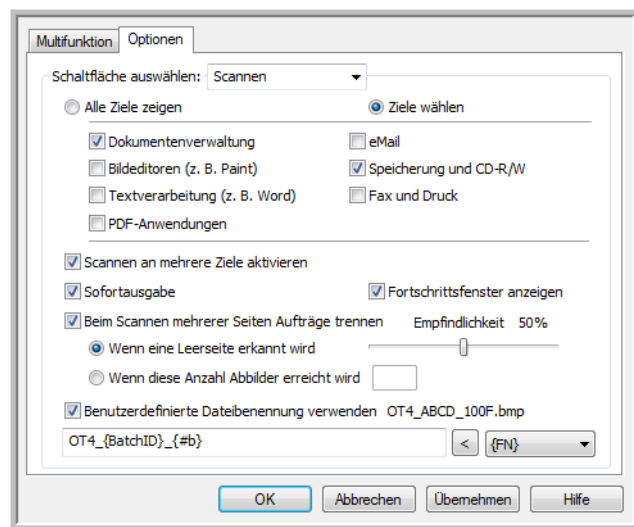 Multifunktion Optionen
Schaltfläche auswählen: Scannen
Alle Ziele zeigen Ziele wählen
Dokumentenverwaltung eMail
Bildeditoren (z. B. Paint) Speicherung und CD-R/W
Textverarbeitung (z. B. Word) Fax und Druck
PDF-Anwendungen
Scannen an mehrere Ziele aktivieren
Sofortausgabe Fortschrittsfenster anzeigen
Beim Scannen mehrerer Seiten Aufträge trennen Empfindlichkeit 50%
Wenn eine Leerseite erkannt wird
Wenn diese Anzahl Abbilder erreicht wird
Benutzerdefinierte Dateibenennung verwenden OT4_ABCD_100F.bmp
OT4_{BatchID}_{#b} < {FN}
OK Abbrechen Übernehmen Hilfe